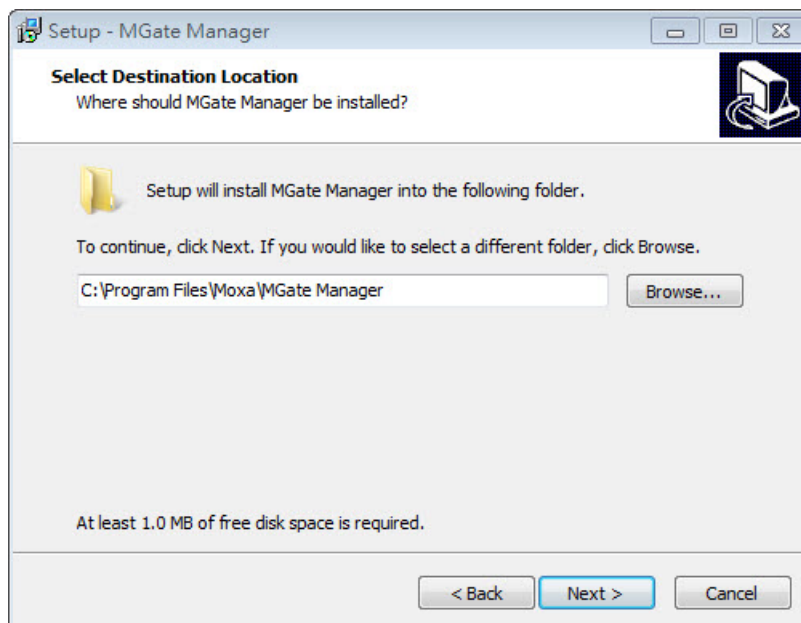 Setup - MGate Manager
Select Destination Location
Where should MGate Manager be installed?
Setup will install MGate Manager into the following folder.
To continue, click Next. If you would like to select a different folder, click Browse.
C:\Program Files\Moxa\MGate Manager
Browse...
At least 1.0 MB of free disk space is required.
< Back
Next >
Cancel